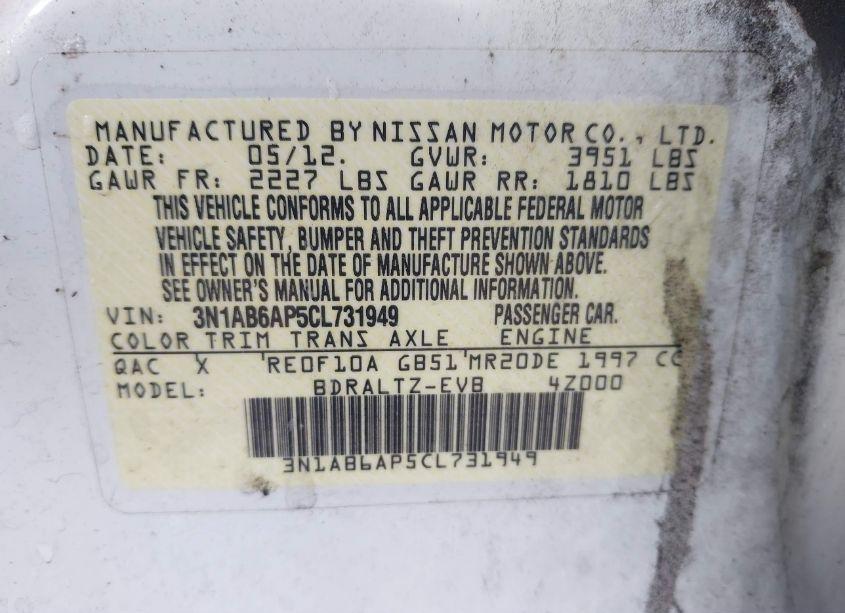 MANUFACTURED BY NISSAN MOTOR CO., LTD.
DATE: 05/12. GVWR: 3951 LBS
GAWR FR: 2227 LBS GAWR RR: 1810 LBS
THIS VEHICLE CONFORMS TO ALL APPLICABLE FEDERAL MOTOR
VEHICLE SAFETY, BUMPER AND THEFT PREVENTION STANDARDS
IN EFFECT ON THE DATE OF MANUFACTURE SHOWN ABOVE.
SEE OWNER'S MANUAL FOR ADDITIONAL INFORMATION.
VIN: 3N1AB6AP5CL731949 PASSENGER CAR.
COLOR TRIM TRANS AXLE ENGINE
QAC X 'RE0F10A GB51'MR20DE 1997 CC
MODEL: BDRALTZ-EVB 4Z000
3N1AB6AP5CL731949